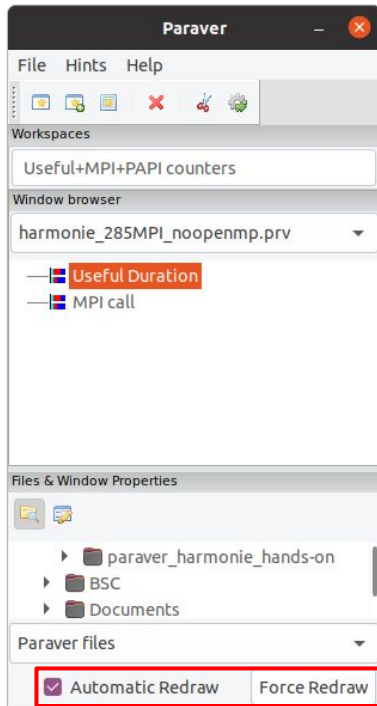 Paraver
File Hints Help
Workspaces
Useful+MPI+PAPI counters
Window browser
harmonie_285MPI_noopenmp.prv
Useful Duration
MPI call
Files & Window Properties
paraver_harmonie_hands-on
BSC
Documents
Paraver files
Automatic Redraw Force Redraw